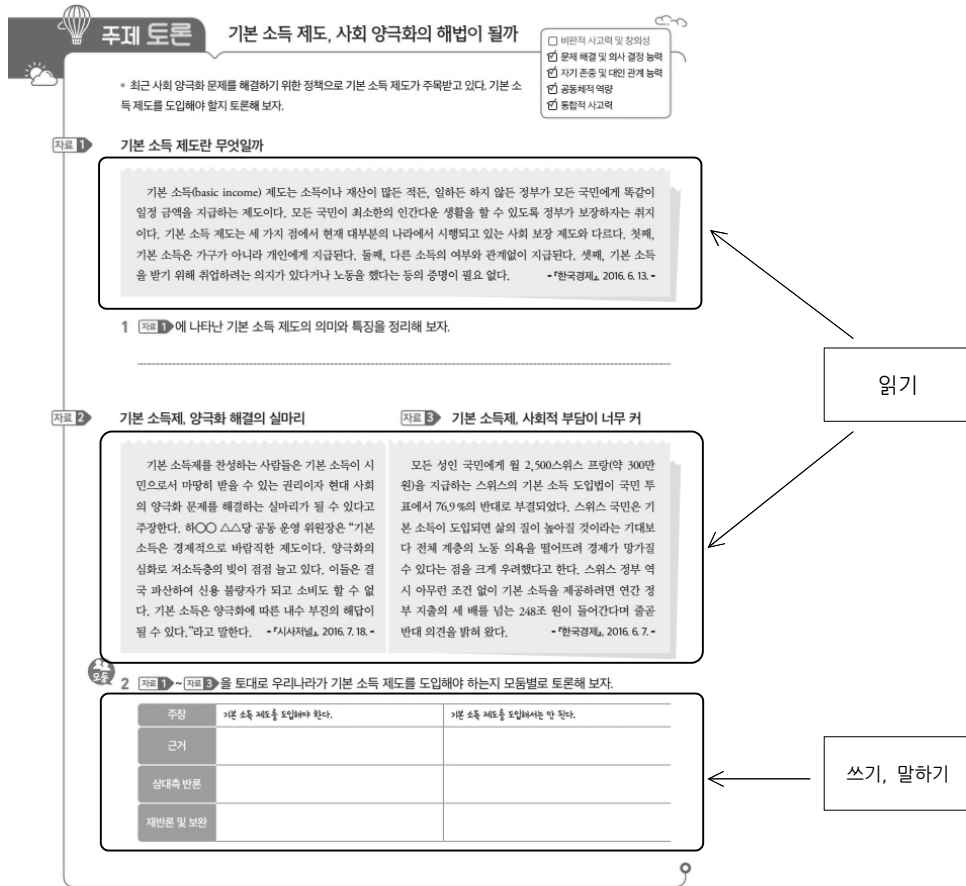 주제 토론
기본 소득 제도, 사회 양극화의 해법이 될까
비판적 사고력 및 창의성
문제 해결 및 의사 결정 능력
자기 존중 및 대인 관계 능력
공동체적 역량
통합적 사고력
최근 사회 양극화 문제를 해결하기 위한 정책으로 기본 소득 제도가 주목받고 있다. 기본 소
득 제도를 도입해야 할지 토론해 보자.
자료 1 기본 소득 제도란 무엇일까
기본 소득(basic income) 제도는 소득이나 재산이 많든 적든, 일하든 하지 않든 정부가 모든 국민에게 똑같이
일정 금액을 지급하는 제도이다. 모든 국민이 최소한의 인간다운 생활을 할 수 있도록 정부가 보장하자는 취지
이다. 기본 소득 제도는 세 가지 점에서 현재 대부분의 나라에서 시행되고 있는 사회 보장 제도와 다르다. 첫째,
기본 소득은 가구가 아니라 개인에게 지급된다. 둘째, 다른 소득의 여부와 관계없이 지급된다. 셋째, 기본 소득
을 받기 위해 취업하려는 의지가 있다거나 노동을 했다는 등의 증명이 필요 없다. -『한국경제』, 2016. 6. 13. -
1 자료 1 에 나타난 기본 소득 제도의 의미와 특징을 정리해 보자.
읽기
자료 2 기본 소득제, 양극화 해결의 실마리
기본 소득제를 찬성하는 사람들은 기본 소득이 시
민으로서 마땅히 받을 수 있는 권리이자 현대 사회
의 양극화 문제를 해결하는 실마리가 될 수 있다고
주장한다. 하○○ △△당 공동 운영 위원장은 “기본
소득은 경제적으로 바람직한 제도이다. 양극화의
심화로 저소득층의 빚이 점점 늘고 있다. 이들은 결
국 파산하여 신용 불량자가 되고 소비도 할 수 없
다. 기본 소득은 양극화에 따른 내수 부진의 해답이
될 수 있다.”라고 말한다. -『시사저널』, 2016. 7. 18. -
자료 3 기본 소득제, 사회적 부담이 너무 커
모든 성인 국민에게 월 2,500스위스 프랑(약 300만
원)을 지급하는 스위스의 기본 소득 도입법이 국민 투
표에서 76.9%의 반대로 부결되었다. 스위스 국민은 기
본 소득이 도입되면 삶의 질이 높아질 것이라는 기대보
다 전체 계층의 노동 의욕을 떨어뜨려 경제가 망가질
수 있다는 점을 크게 우려했다고 한다. 스위스 정부 역
시 아무런 조건 없이 기본 소득을 제공하려면 연간 정
부 지출의 세 배를 넘는 248조 원이 들어간다며 줄곧
반대 의견을 밝혀 왔다. -『한국경제』, 2016. 6. 7. -
모둠
2 자료 1 ~ 자료 3 을 토대로 우리나라가 기본 소득 제도를 도입해야 하는지 모둠별로 토론해 보자.
주장 기본 소득 제도를 도입해야 한다. 기본 소득 제도를 도입해서는 안 된다.
근거
상대측 반론
재반론 및 보완
쓰기, 말하기